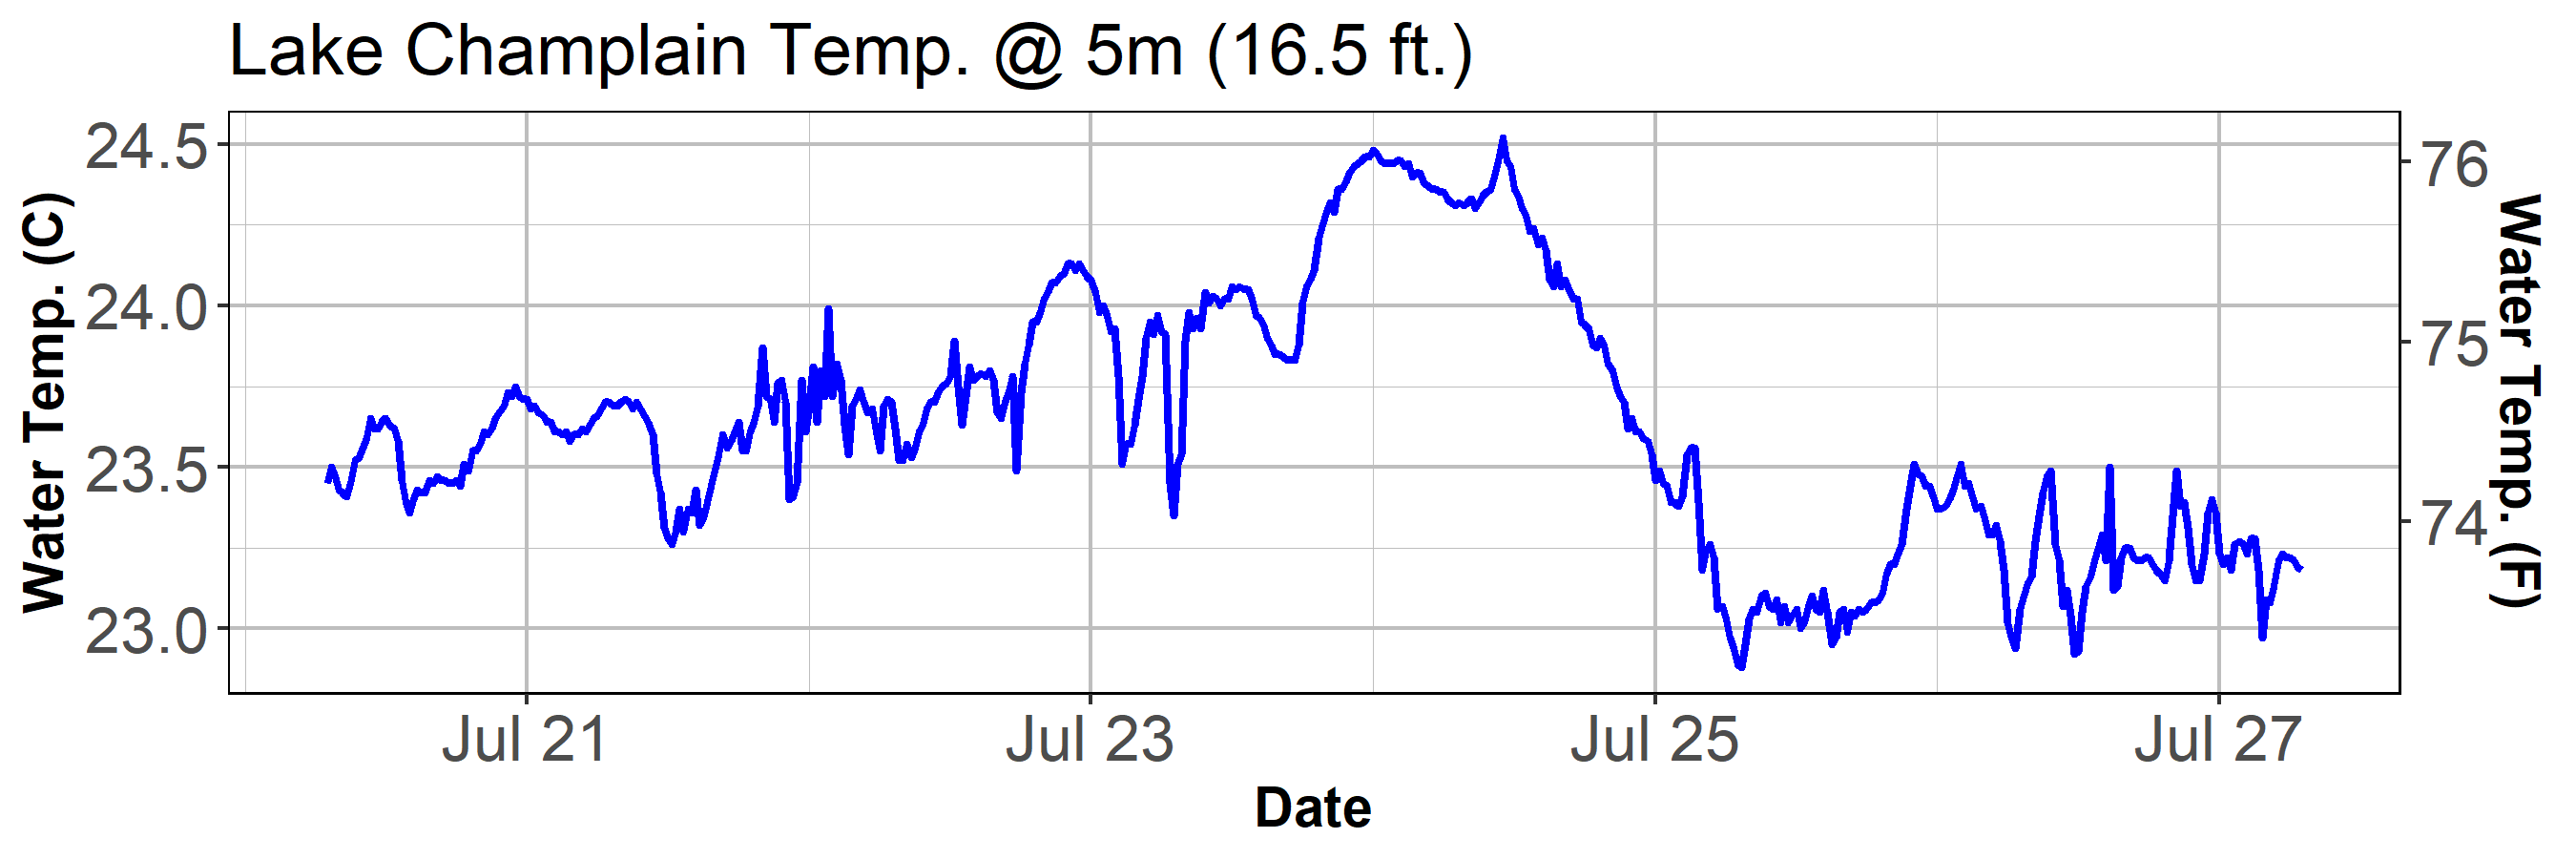 Lake Champlain Temp. @ 5m (16.5 ft.)
Water Temp. (C)
24.5
24.0
23.5
23.0
76
75
74
Water Temp. (F)
Jul 21
Jul 23
Jul 25
Jul 27
Date